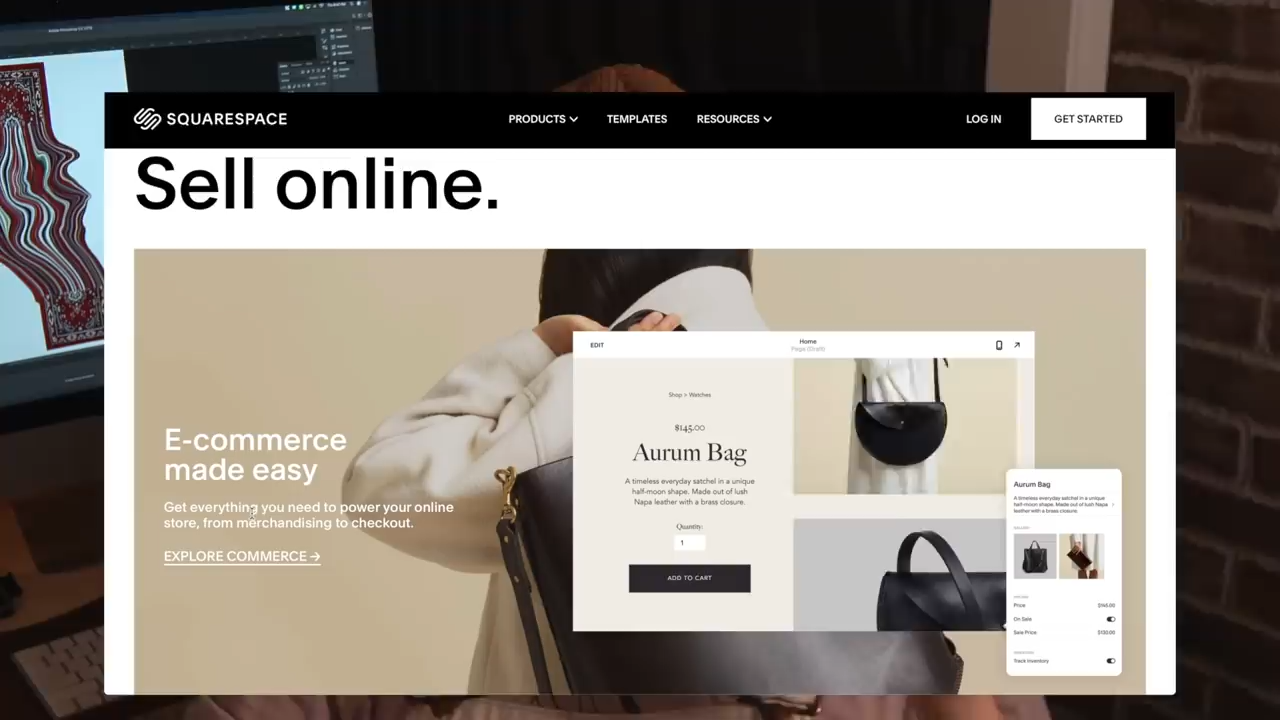 SQUARESPACE
PRODUCTS
TEMPLATES
RESOURCES
LOG IN
GET STARTED
Sell online.
E-commerce
made easy
Get everything you need to power your online
store, from merchandising to checkout.
EXPLORE COMMERCE →
EDIT
Home
Page (Draft)
Shop > Watches
$145.00
Aurum Bag
A timeless everyday satchel in a unique
half-moon shape. Made out of lush
Napa leather with a brass closure.
Quantity:
1
ADD TO CART
Aurum Bag
A timeless everyday satchel in a unique
half-moon shape. Made out of lush Napa
leather with a brass closure.
Price
$145.00
On Sale
Sale Price
$130.00
Track Inventory